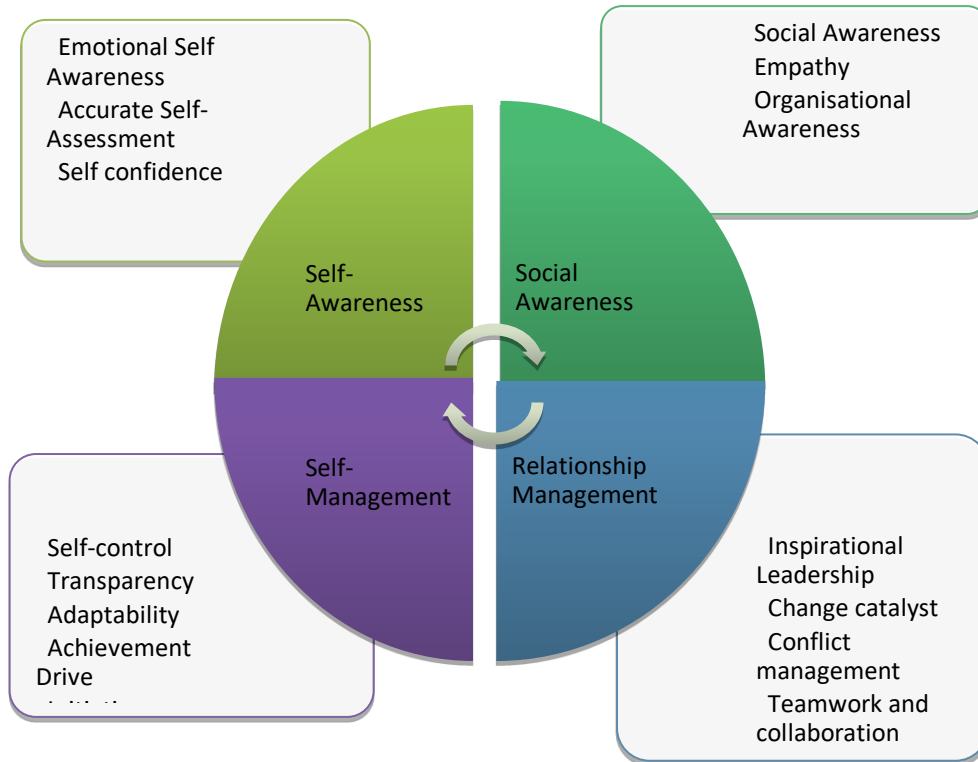 Emotional Self
Awareness
Accurate Self-
Assessment
Self confidence
Social Awareness
Empathy
Organisational
Awareness
Self-
Awareness
Social
Awareness
Self-
Management
Relationship
Management
Self-control
Transparency
Adaptability
Achievement
Drive
Inspirational
Leadership
Change catalyst
Conflict
management
Teamwork and
collaboration